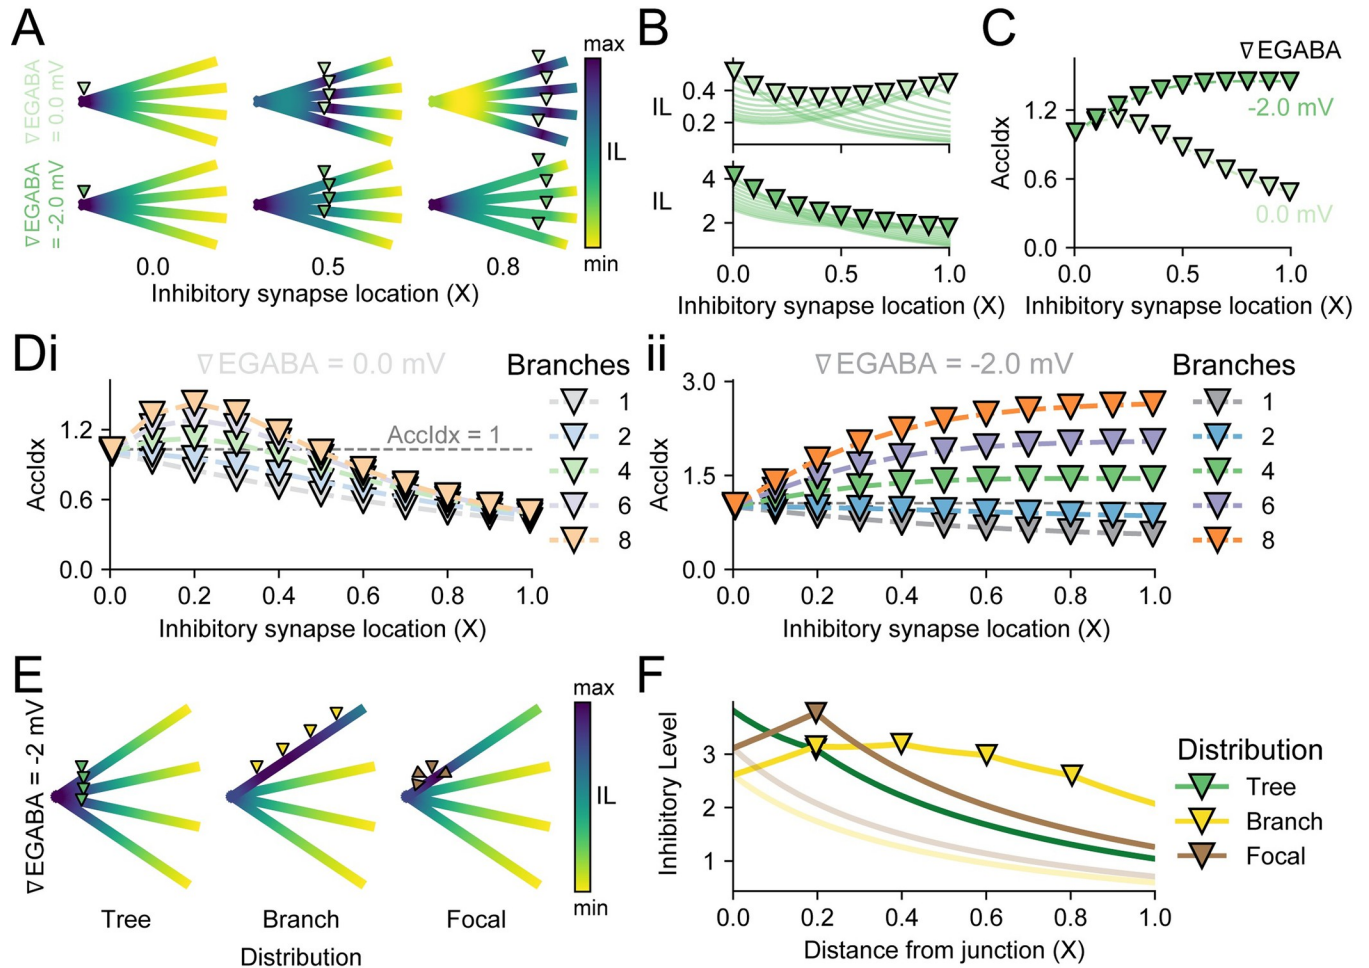 A
∇EGABA
= 0.0 mV
∇EGABA
= -2.0 mV
0.0
0.5
0.8
Inhibitory synapse location (X)
max
IL
min
B
IL
0.4
0.2
IL
4
2
0.0
0.5
1.0
Inhibitory synapse location (X)
C
∇EGABA
-2.0 mV
0.0 mV
AccIdx
1.2
0.6
0.0
0.0
0.5
1.0
Inhibitory synapse location (X)
Di
∇EGABA = 0.0 mV
AccIdx = 1
AccIdx
1.2
0.6
0.0
0.0
0.2
0.4
0.6
0.8
1.0
Inhibitory synapse location (X)
Branches
1
2
4
6
8
ii
∇EGABA = -2.0 mV
AccIdx
3.0
1.5
0.0
0.0
0.2
0.4
0.6
0.8
1.0
Inhibitory synapse location (X)
Branches
1
2
4
6
8
E
∇EGABA = -2 mV
Tree
Branch
Focal
Distribution
max
IL
min
F
Inhibitory Level
3
2
1
0.0
0.2
0.4
0.6
0.8
1.0
Distance from junction (X)
Distribution
Tree
Branch
Focal